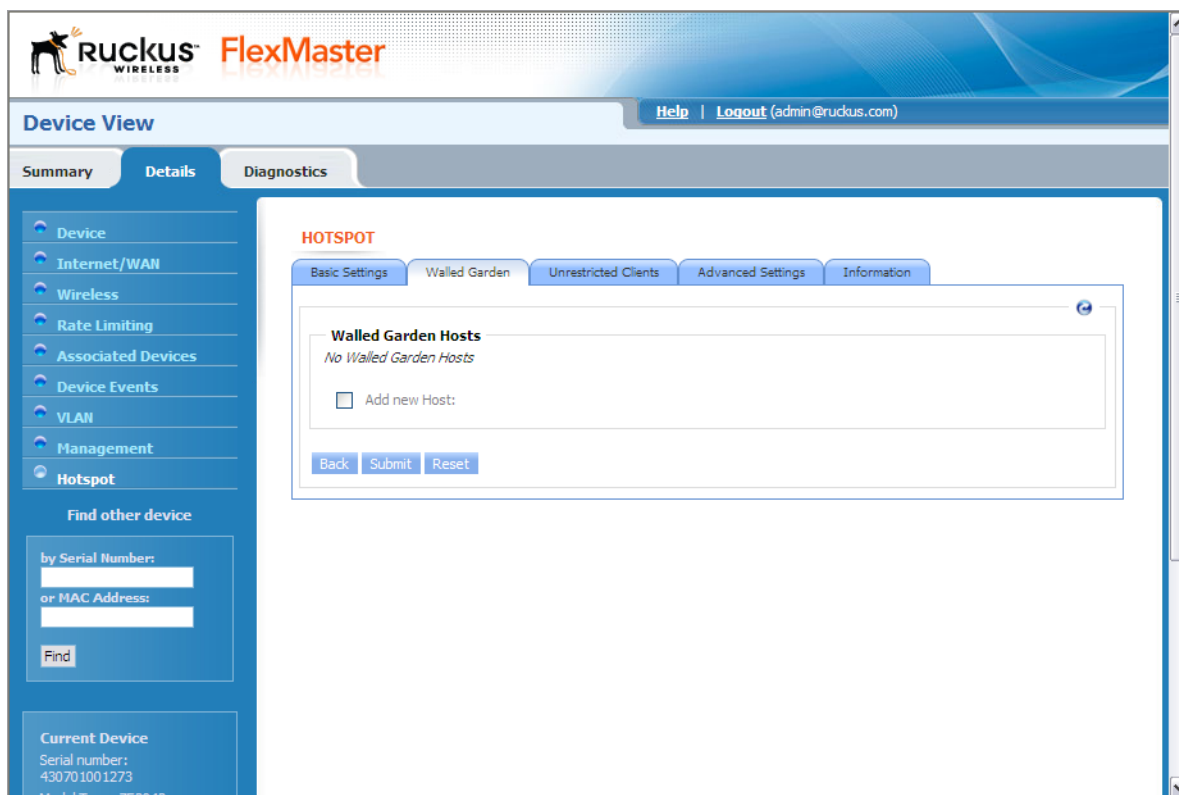 RUCKUS™ FlexMaster
WIRELESS
Device View
Help | Logout (admin@ruckus.com)
Summary Details Diagnostics
Device
Internet/WAN
Wireless
Rate Limiting
Associated Devices
Device Events
VLAN
Management
Hotspot
Find other device
by Serial Number:
or MAC Address:
Find
Current Device
Serial number:
430701001273
HOTSPOT
Basic Settings Walled Garden Unrestricted Clients Advanced Settings Information
Walled Garden Hosts
No Walled Garden Hosts
Add new Host:
Back Submit Reset